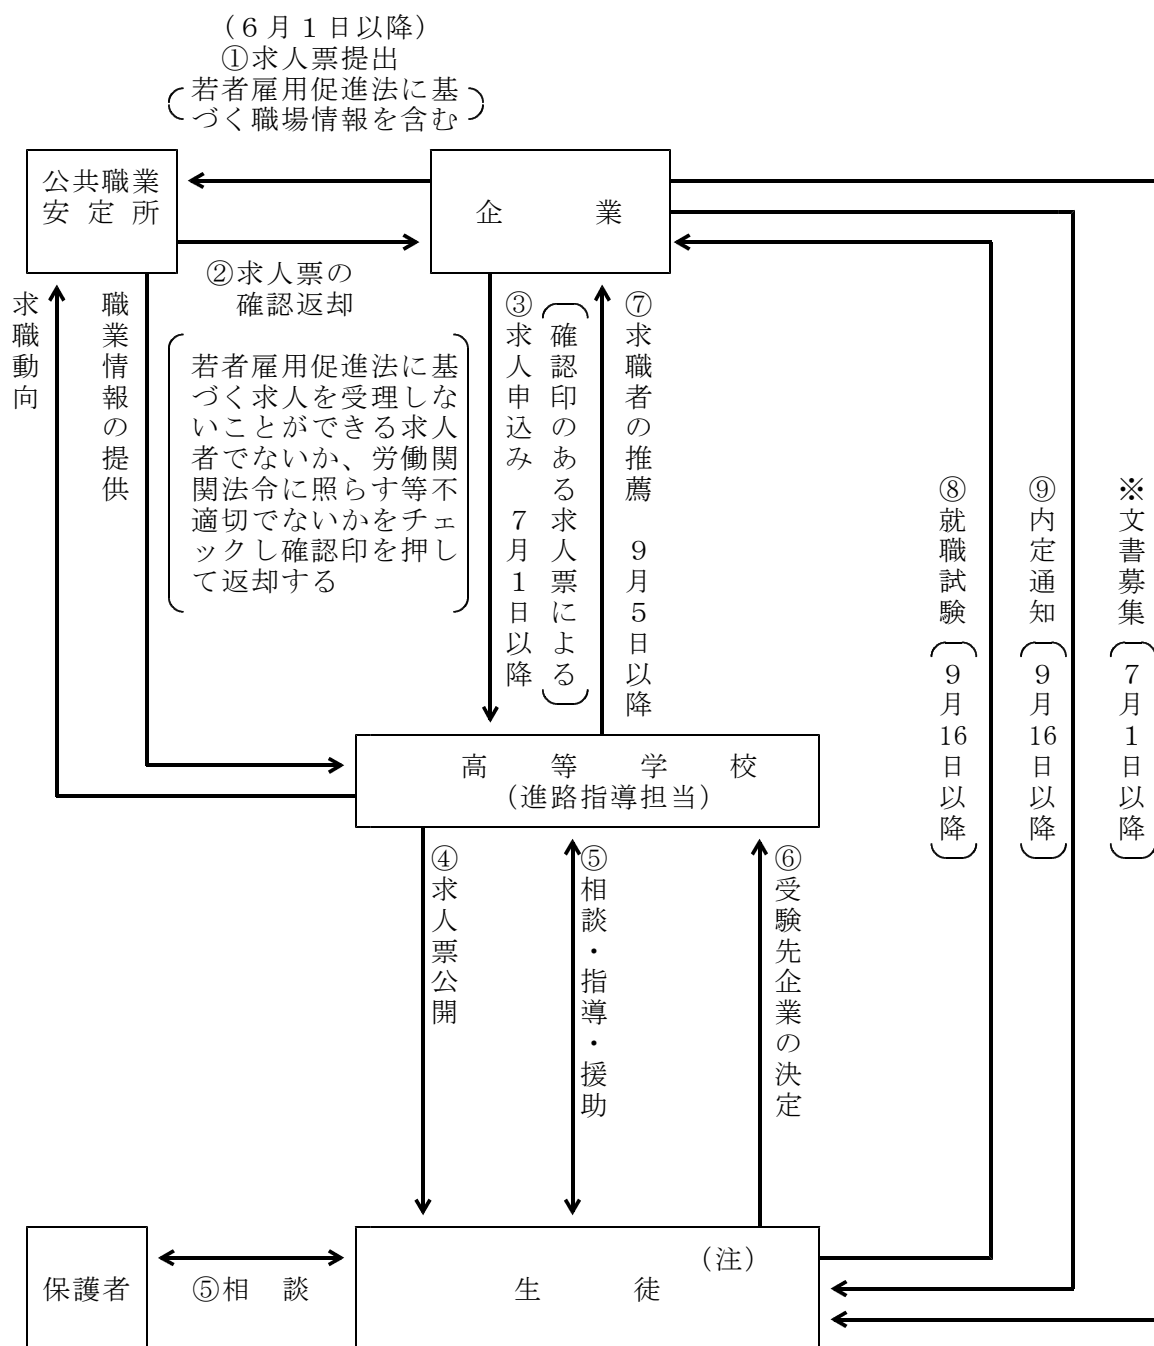 （６月１日以降）
①求人票提出
若者雇用促進法に基
づく職場情報を含む
公共職業
安定所
企業
②求人票の
確認返却
若者雇用促進法に基
づく求人を受理しな
いことができる求人
者でないか、労働関
関法令に照らす等不
適切でないかをチェ
ックし確認印を押し
て返却する
求職動向
職業情報の提供
③求人申込み　７月１日以降
確認印のある求人票による
⑦求職者の推薦　９月５日以降
⑧就職試験（９月16日以降）
⑨内定通知（９月16日以降）
※文書募集（７月１日以降）
高等学校
（進路指導担当）
④求人票公開
⑤相談・指導・援助
⑥受験先企業の決定
保護者
⑤相　談
（注）
生徒